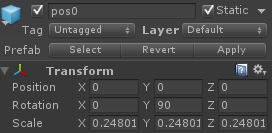 pos0 Static
Tag Untagged Layer Default
Prefab Select Revert Apply
Transform
Position X 0 Y 0 Z 0
Rotation X 0 Y 90 Z 0
Scale X 0.24801 Y 0.24801 Z 0.24801